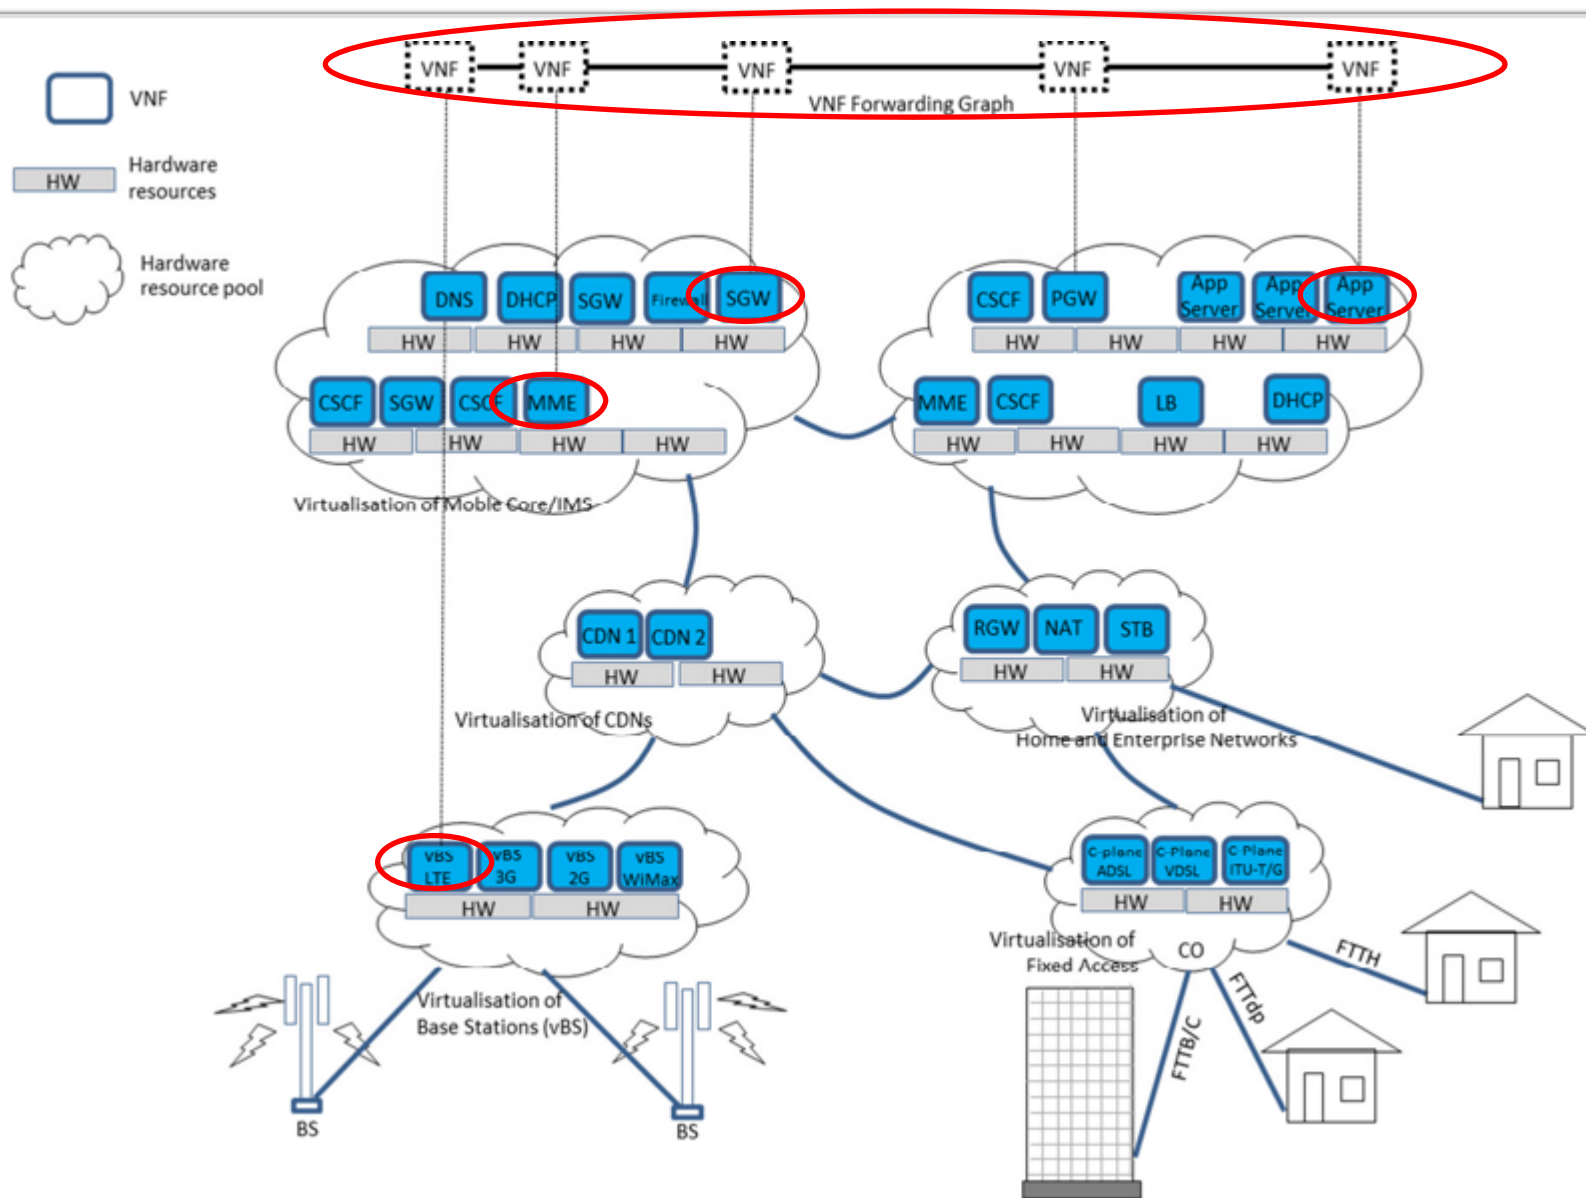 VNF VNF VNF VNF VNF
VNF Forwarding Graph
VNF
HW
Hardware
resources
Hardware
resource pool
DNS DHCP SGW Firewall SGW
HW HW HW HW
CSCF SGW CSCF MME
HW HW HW HW
Virtualisation of Moble Core/IMS
CSCF PGW
App
Server
App
Server
App
Server
HW HW HW HW
MME CSCF LB DHCP
HW HW HW HW
CDN 1 CDN 2
HW HW
Virtualisation of CDNs
RGW NAT STB
HW HW
Virtualisation of
Home and Enterprise Networks
vBS
LTE
vBS
3G
vBS
2G
vBS
WiMax
HW HW
Virtualisation of
Base Stations (vBS)
BS
BS
C-plane
ADSL
C-Plane
VDSL
C-Plane
ITU-T/G
HW HW
Virtualisation of
Fixed Access
CO
FTTH
FTTdp
FTTB/C